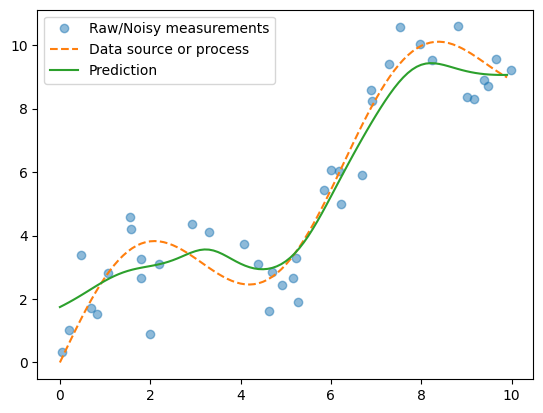 Raw/Noisy measurements
Data source or process
Prediction
10
8
6
4
2
0
0 2 4 6 8 10